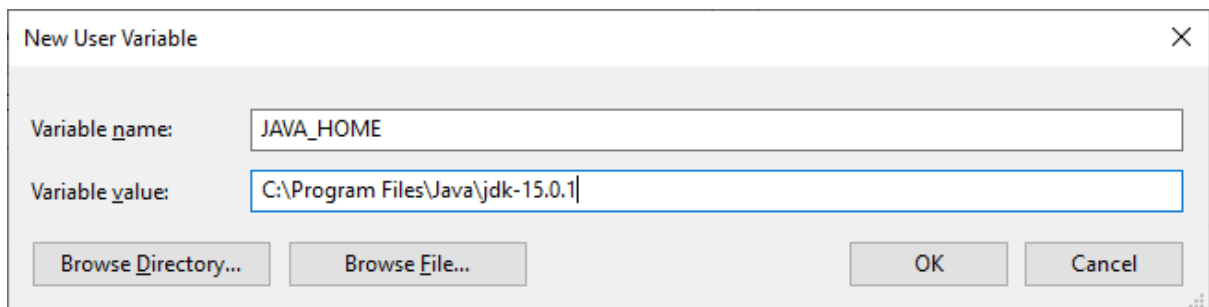 New User Variable
Variable name: JAVA_HOME
Variable value: C:\Program Files\Java\jdk-15.0.1
Browse Directory... Browse File... OK Cancel